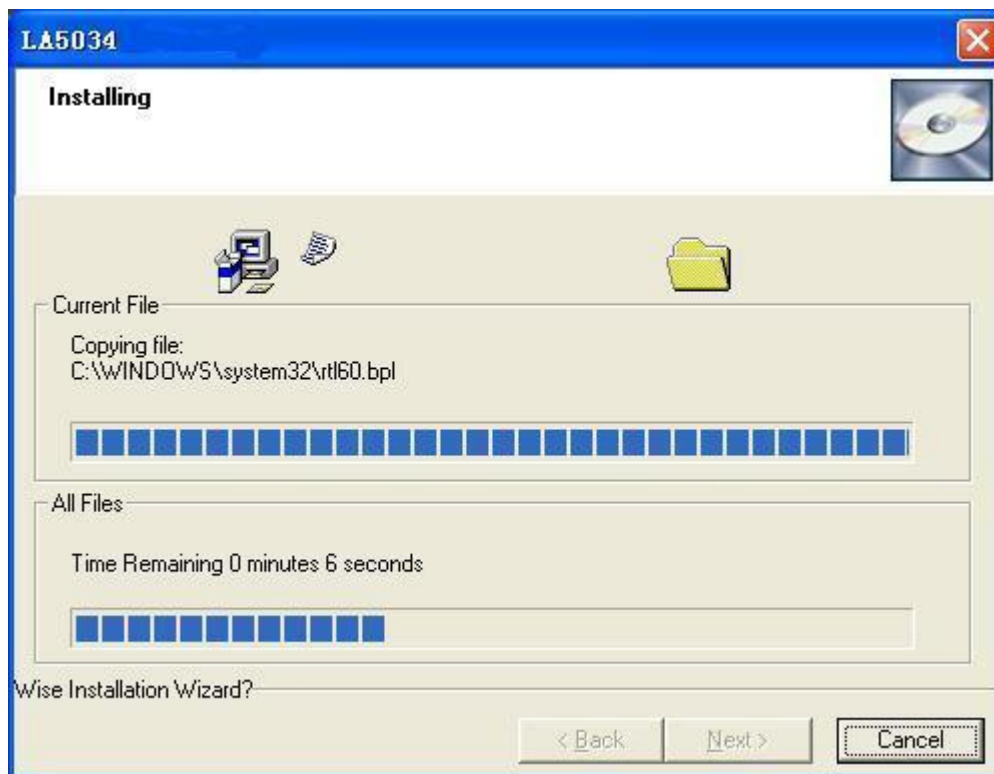 LA5034
Installing
Current File
Copying file:
C:\WINDOWS\system32\rtl60.bpl
All Files
Time Remaining 0 minutes 6 seconds
Wise Installation Wizard?
< Back
Next >
Cancel